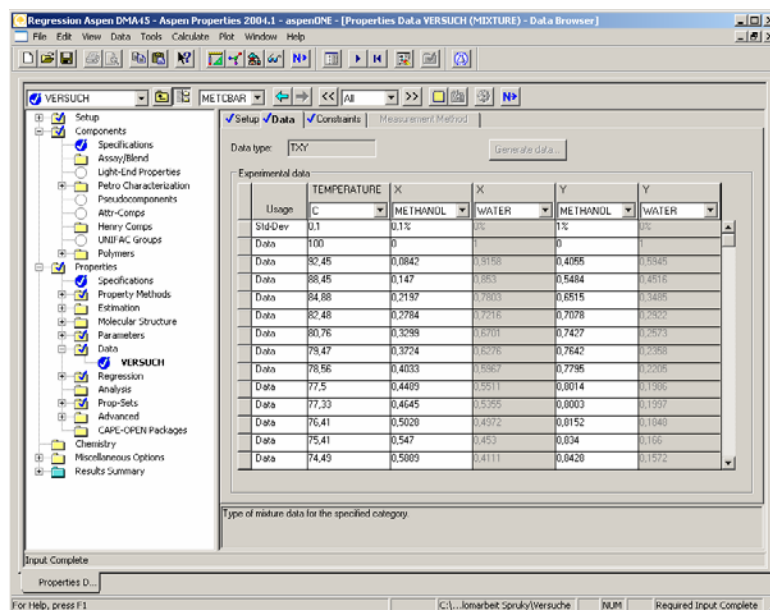 Regression Aspen DMA45 - Aspen Properties 2004.1 - aspenONE - [Properties Data VERSUCH (MIXTURE) - Data Browser]
File Edit View Data Tools Calculate Plot Window Help
VERSUCH METCBAR All N>
Setup
Components
Specifications
Assay/Blend
Light-End Properties
Petro Characterization
Pseudocomponents
Attr-Comps
Henry Comps
UNIFAC Groups
Polymers
Properties
Specifications
Property Methods
Estimation
Molecular Structure
Parameters
Data
VERSUCH
Regression
Analysis
Prop-Sets
Advanced
CAPE-OPEN Packages
Chemistry
Miscellaneous Options
Results Summary
Setup Data Constraints Measurement Method
Data type: TXY Generate data...
Experimental data
TEMPERATURE X X Y Y
Usage C METHANOL WATER METHANOL WATER
Std-Dev 0,1 0,1% 0% 1% 0%
Data 100 0 1 0 1
Data 92,45 0,0842 0,9158 0,4055 0,5945
Data 88,45 0,147 0,853 0,5484 0,4516
Data 84,88 0,2197 0,7803 0,6515 0,3485
Data 82,48 0,2784 0,7216 0,7078 0,2922
Data 80,76 0,3299 0,6701 0,7427 0,2573
Data 79,47 0,3724 0,6276 0,7642 0,2358
Data 78,56 0,4033 0,5967 0,7795 0,2205
Data 77,5 0,4489 0,5511 0,8014 0,1986
Data 77,33 0,4645 0,5355 0,8003 0,1997
Data 76,41 0,5028 0,4972 0,8152 0,1848
Data 75,41 0,547 0,453 0,834 0,166
Data 74,49 0,5889 0,4111 0,8428 0,1572
Type of mixture data for the specified category.
Input Complete
Properties D...
For Help, press F1 C:\...lomarbeit Spruky\Versuche NUM Required Input Complete